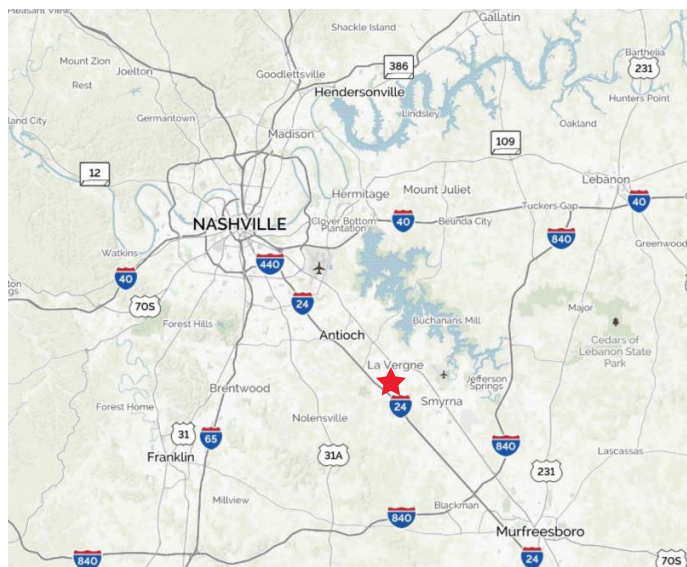 Pleasant View
Shackle Island
Gallatin
Mount Zion
Joelton
Goodlettsville
386
Barthelia
231
Rest
Hendersonville
Hunters Point
land City
Germantown
Lindsley
Oakland
Madison
109
12
Hermitage
Mount Juliet
Lebanon
NASHVILLE
Clover Bottom
Plantation
40
Belinda City
Tuckers Gap
40
840
Greenwood
Watkins
440
40
24
70S
Forest Hills
Buchanans Mill
Major
Antioch
Cedars of
Lebanon State
Park
La Vergne
Jefferson
Springs
Brentwood
24
Smyrna
Forest Home
Nolensville
31
65
31A
840
Lascassas
Franklin
231
Millview
Blackman
840
Murfreesboro
840
24
70S